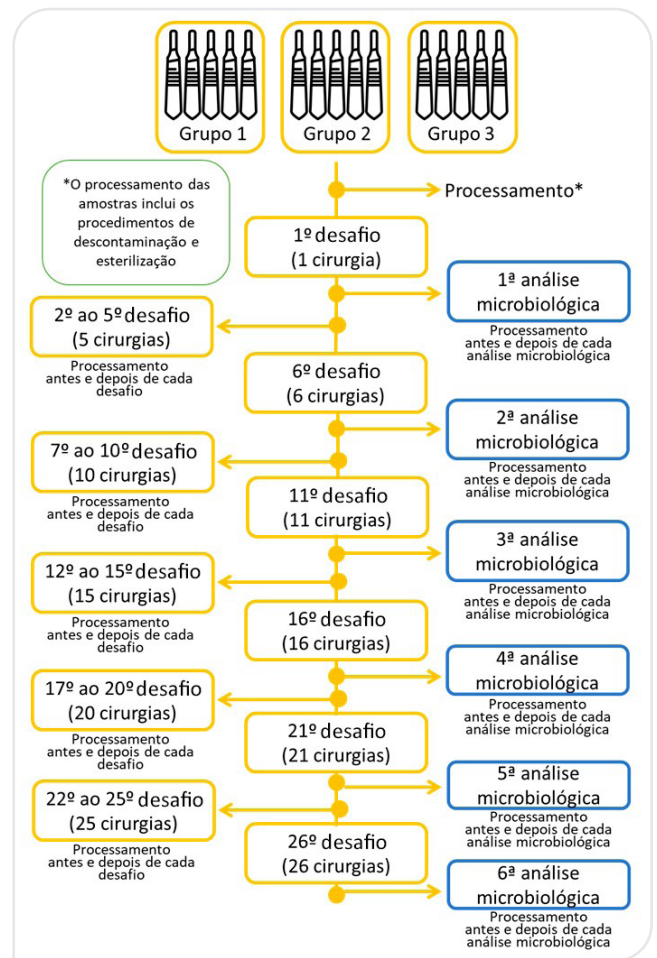 Grupo 1
Grupo 2
Grupo 3
*O processamento das
amostras inclui os
procedimentos de
descontaminação e
esterilização
Processamento*
1º desafio
(1 cirurgia)
1ª análise
microbiológica
Processamento
antes e depois de cada
análise microbiológica
2º ao 5º desafio
(5 cirurgias)
Processamento
antes e depois de cada
desafio
6º desafio
(6 cirurgias)
2ª análise
microbiológica
Processamento
antes e depois de cada
análise microbiológica
7º ao 10º desafio
(10 cirurgias)
Processamento
antes e depois de cada
desafio
11º desafio
(11 cirurgias)
3ª análise
microbiológica
Processamento
antes e depois de cada
análise microbiológica
12º ao 15º desafio
(15 cirurgias)
Processamento
antes e depois de cada
desafio
16º desafio
(16 cirurgias)
4ª análise
microbiológica
Processamento
antes e depois de cada
análise microbiológica
17º ao 20º desafio
(20 cirurgias)
Processamento
antes e depois de cada
desafio
21º desafio
(21 cirurgias)
5ª análise
microbiológica
Processamento
antes e depois de cada
análise microbiológica
22º ao 25º desafio
(25 cirurgias)
Processamento
antes e depois de cada
desafio
26º desafio
(26 cirurgias)
6ª análise
microbiológica
Processamento
antes e depois de cada
análise microbiológica